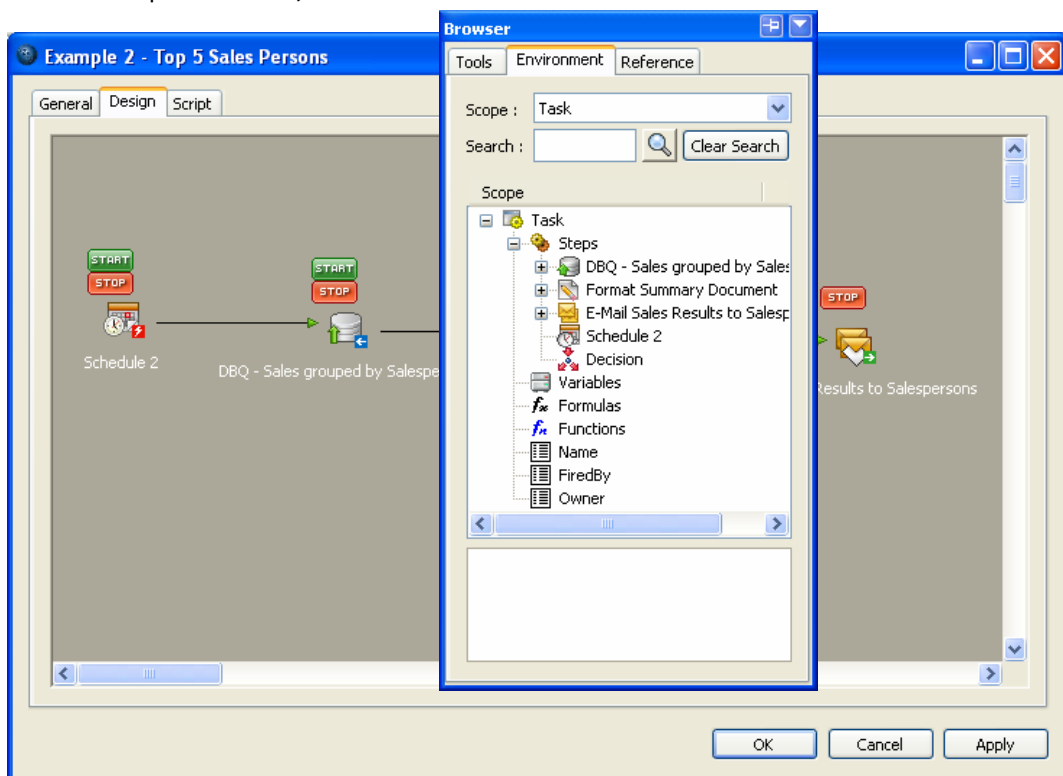 Example 2 - Top 5 Sales Persons
General Design Script
START
STOP
Schedule 2
START
STOP
DBQ - Sales grouped by Salespe
STOP
Results to Salespersons
Browser
Tools Environment Reference
Scope : Task
Search : Clear Search
Scope
Task
Steps
DBQ - Sales grouped by Sales
Format Summary Document
E-Mail Sales Results to Salesp
Schedule 2
Decision
Variables
fx Formulas
fn Functions
Name
FiredBy
Owner
OK Cancel Apply